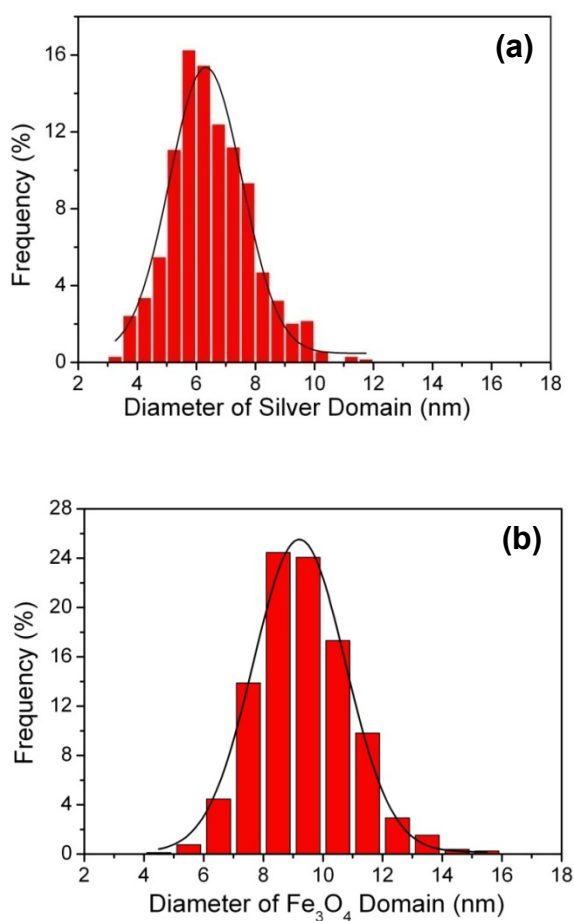 (a)
Frequency (%)
16
12
8
4
0
2 4 6 8 10 12 14 16 18
Diameter of Silver Domain (nm)
(b)
Frequency (%)
28
24
20
16
12
8
4
0
2 4 6 8 10 12 14 16 18
Diameter of Fe₃O₄ Domain (nm)